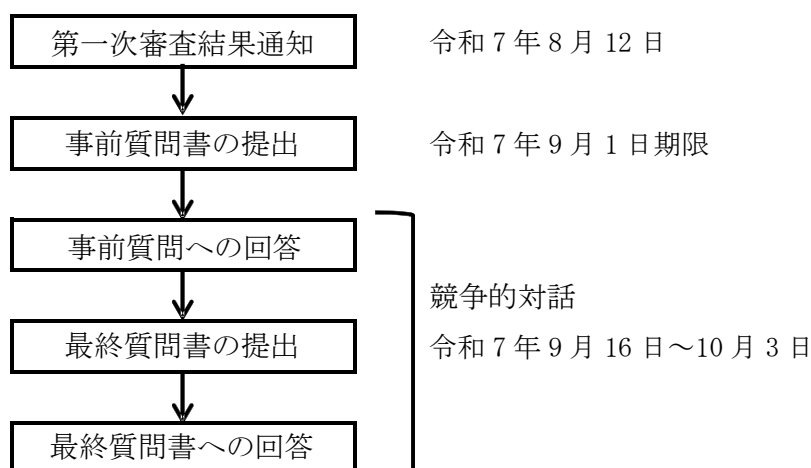 第一次審査結果通知 令和7年8月12日
事前質問書の提出 令和7年9月1日期限
事前質問への回答
競争的対話
最終質問書の提出 令和7年9月16日～10月3日
最終質問書への回答